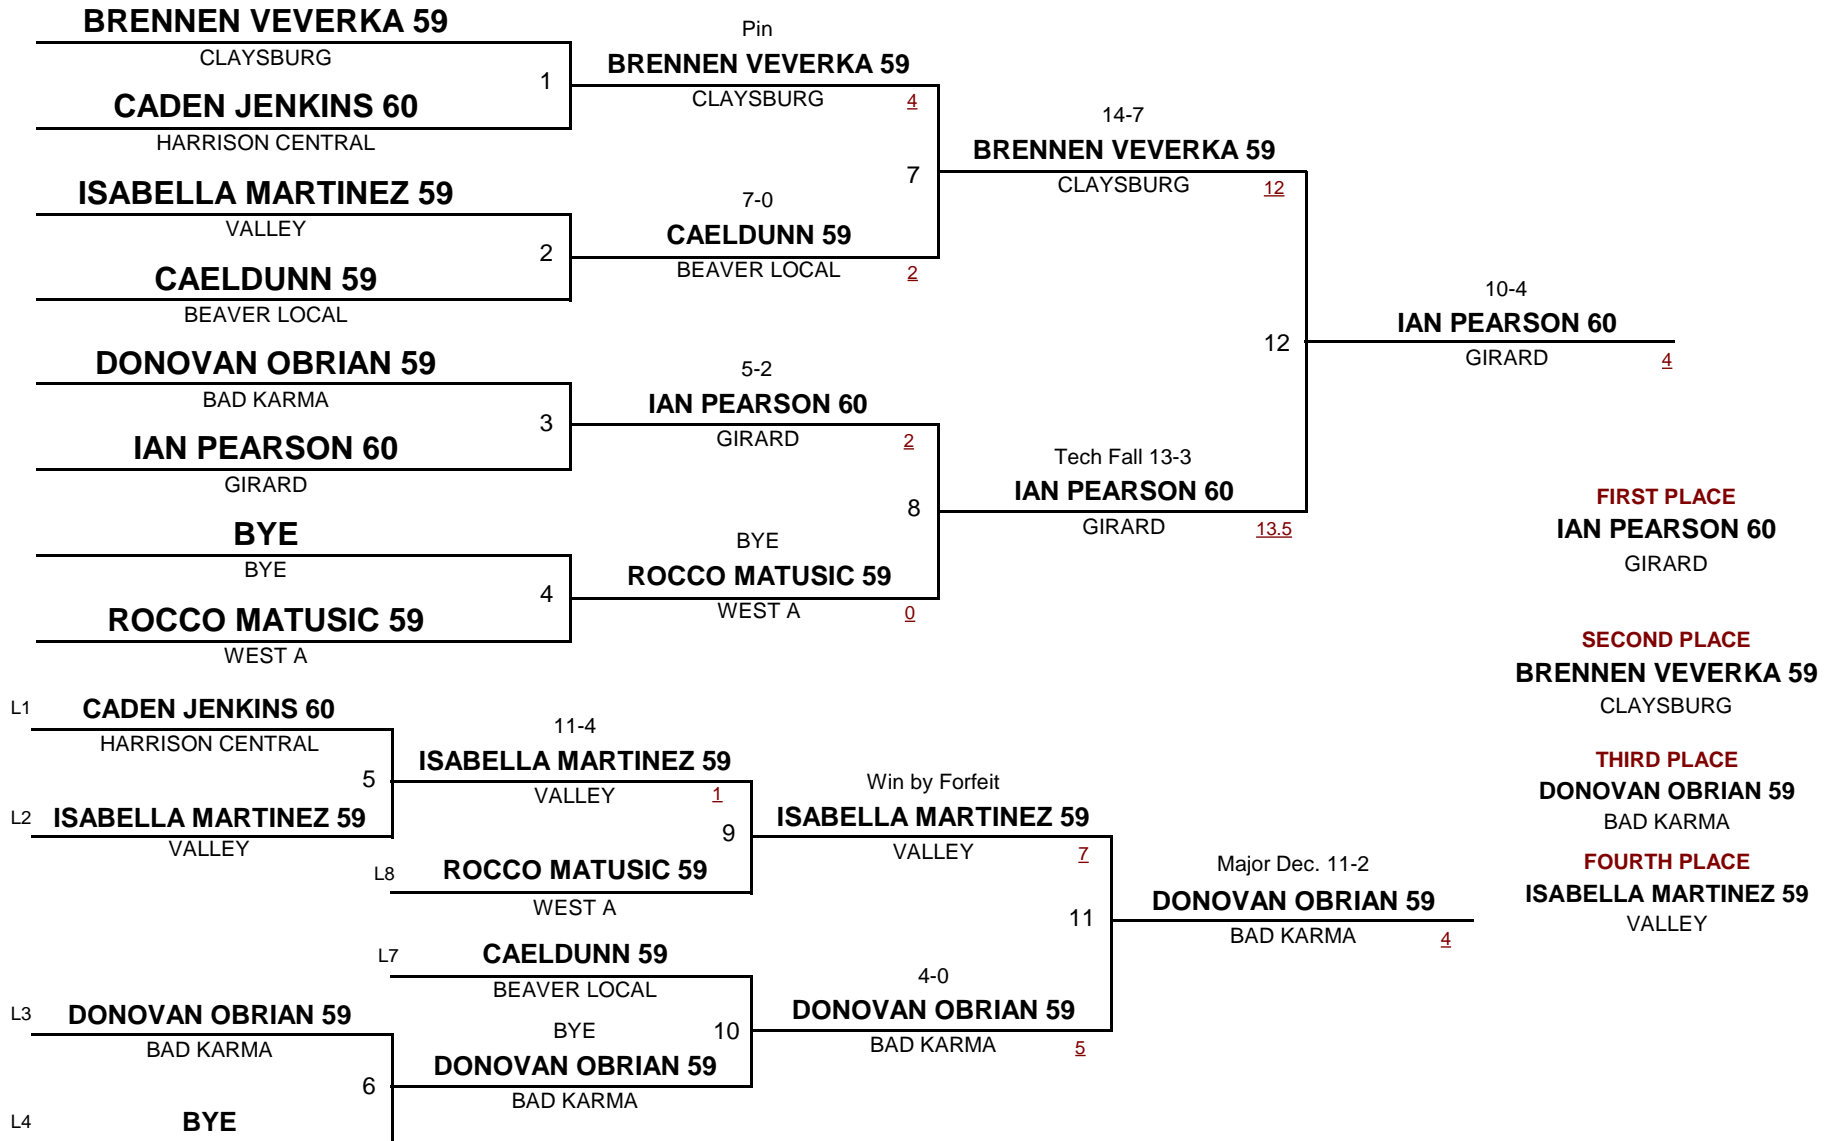 BRENNEN VEVERKA 59
CLAYSBURG
1
CADEN JENKINS 60
HARRISON CENTRAL
ISABELLA MARTINEZ 59
VALLEY
2
CAELDUNN 59
BEAVER LOCAL
DONOVAN OBRIAN 59
BAD KARMA
3
IAN PEARSON 60
GIRARD
BYE
BYE
4
ROCCO MATUSIC 59
WEST A
Pin
BRENNEN VEVERKA 59
CLAYSBURG 4
7
7-0
CAELDUNN 59
BEAVER LOCAL 2
5-2
IAN PEARSON 60
GIRARD 2
8
BYE
ROCCO MATUSIC 59
WEST A 0
14-7
BRENNEN VEVERKA 59
CLAYSBURG 12
12
Tech Fall 13-3
IAN PEARSON 60
GIRARD 13.5
10-4
IAN PEARSON 60
GIRARD 4
FIRST PLACE
IAN PEARSON 60
GIRARD
SECOND PLACE
BRENNEN VEVERKA 59
CLAYSBURG
THIRD PLACE
DONOVAN OBRIAN 59
BAD KARMA
FOURTH PLACE
ISABELLA MARTINEZ 59
VALLEY
L1 CADEN JENKINS 60
HARRISON CENTRAL
5
L2 ISABELLA MARTINEZ 59
VALLEY
11-4
ISABELLA MARTINEZ 59
VALLEY 1
9
L8 ROCCO MATUSIC 59
WEST A
L7 CAELDUNN 59
BEAVER LOCAL
L3 DONOVAN OBRIAN 59
BAD KARMA
6
L4 BYE
BYE 10
DONOVAN OBRIAN 59
BAD KARMA
Win by Forfeit
ISABELLA MARTINEZ 59
VALLEY 7
11
4-0
DONOVAN OBRIAN 59
BAD KARMA 5
Major Dec. 11-2
DONOVAN OBRIAN 59
BAD KARMA 4